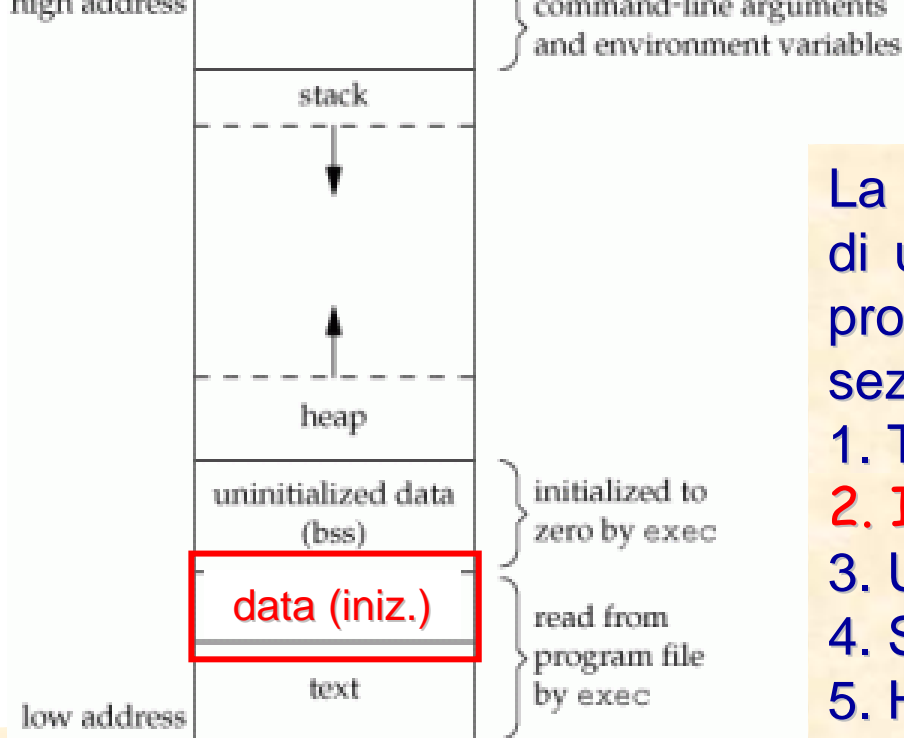 high address
command-line arguments
and environment variables
stack
heap
uninitialized data
(bss)
initialized to
zero by exec
data (iniz.)
read from
program file
by exec
text
low address
La
di
pro
sez
1. T
2. I
3. U
4. S
5. H